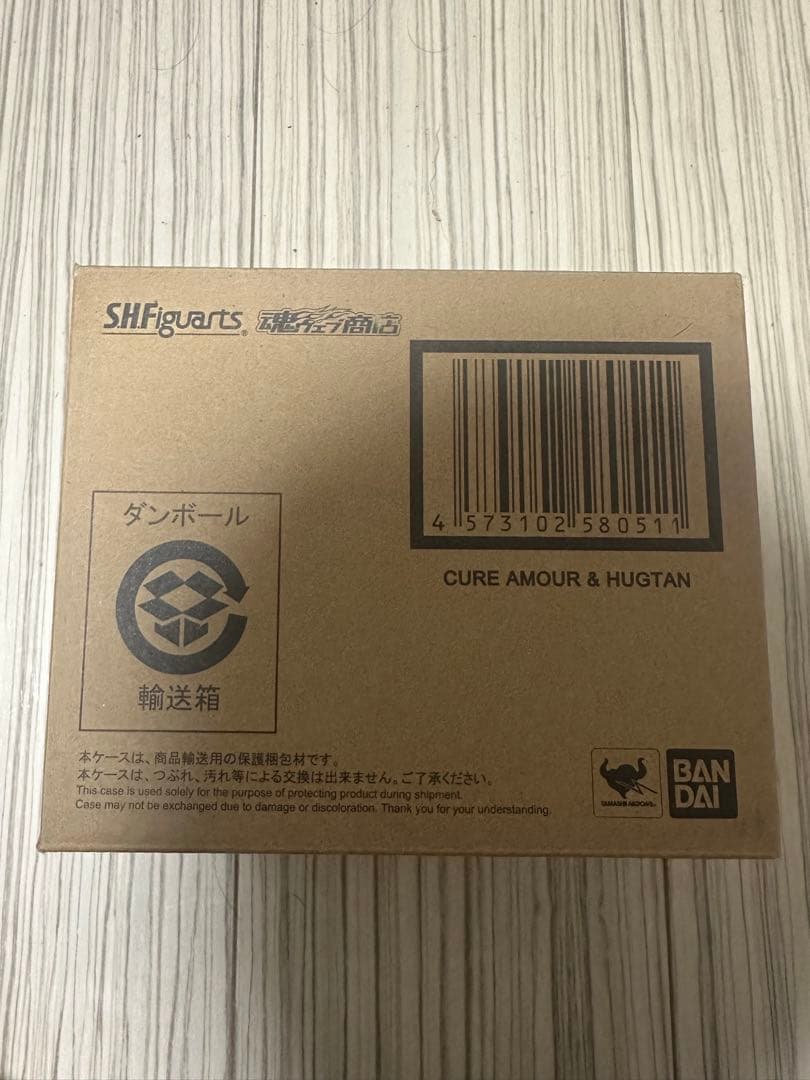 S.H.Figuarts® 魂ウェブ商店
4 573102 580511
CURE AMOUR & HUGTAN
ダンボール
輸送箱
本ケースは、商品輸送用の保護梱包材です。
本ケースは、つぶれ、汚れ等による交換は出来ません。ご了承ください。
This case is used solely for the purpose of protecting product during shipment.
Case may not be exchanged due to damage or discoloration. Thank you for your understanding.
TAMASHII NATIONS
BAN
DAI